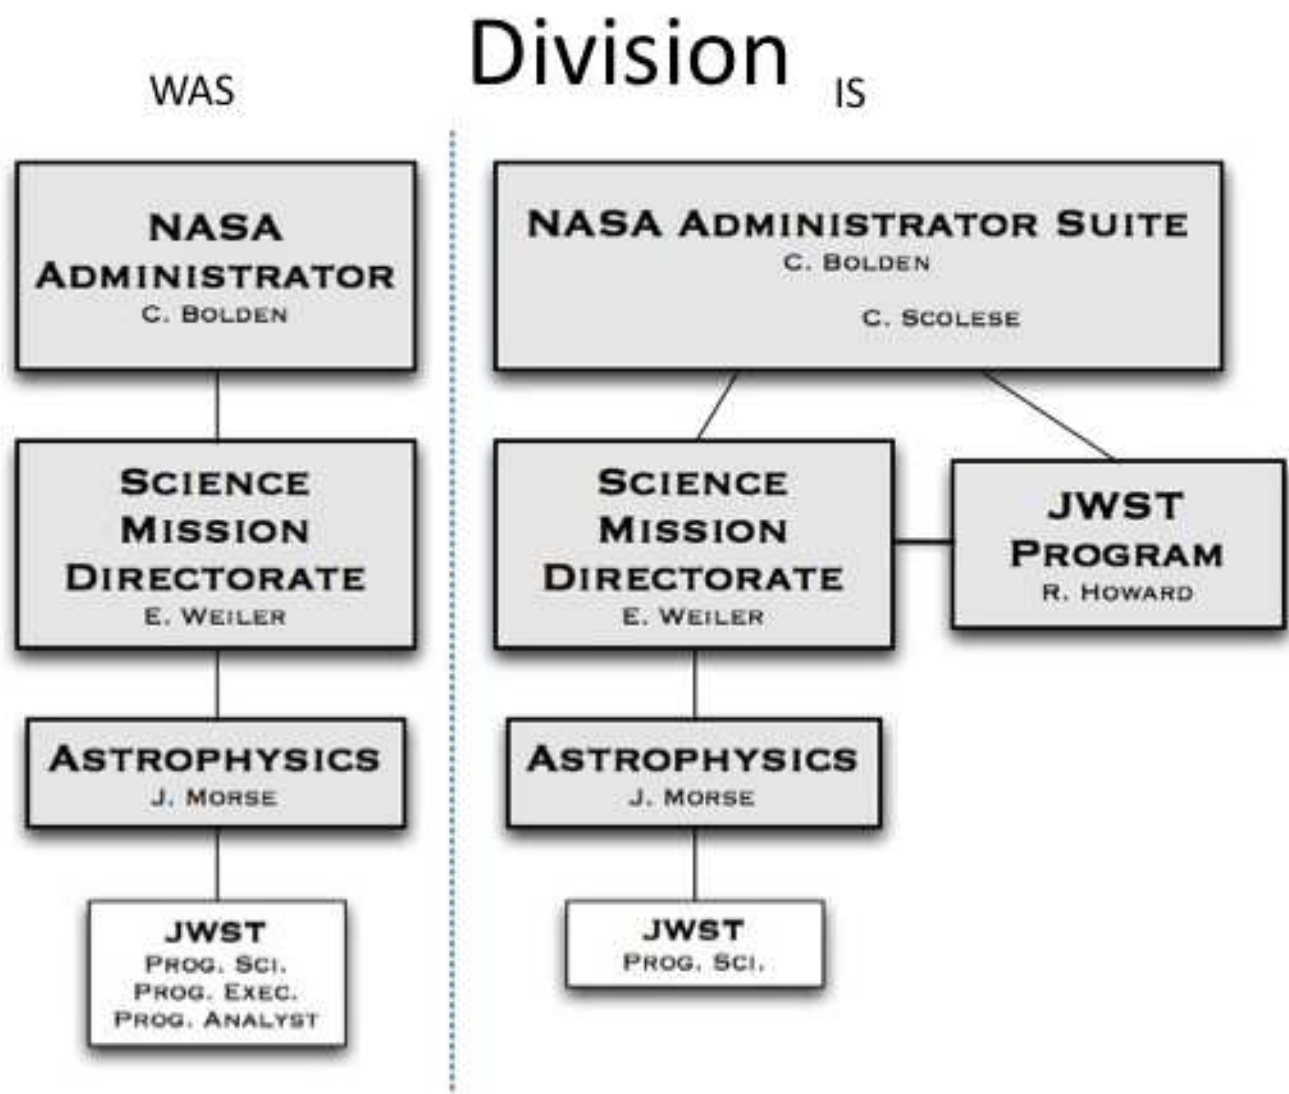 Division
WAS
IS
NASA
ADMINISTRATOR
C. BOLDEN
SCIENCE
MISSION
DIRECTORATE
E. WEILER
ASTROPHYSICS
J. MORSE
JWST
PROG. SCI.
PROG. EXEC.
PROG. ANALYST
NASA ADMINISTRATOR SUITE
C. BOLDEN
C. SCOLESE
SCIENCE
MISSION
DIRECTORATE
E. WEILER
JWST
PROGRAM
R. HOWARD
ASTROPHYSICS
J. MORSE
JWST
PROG. SCI.